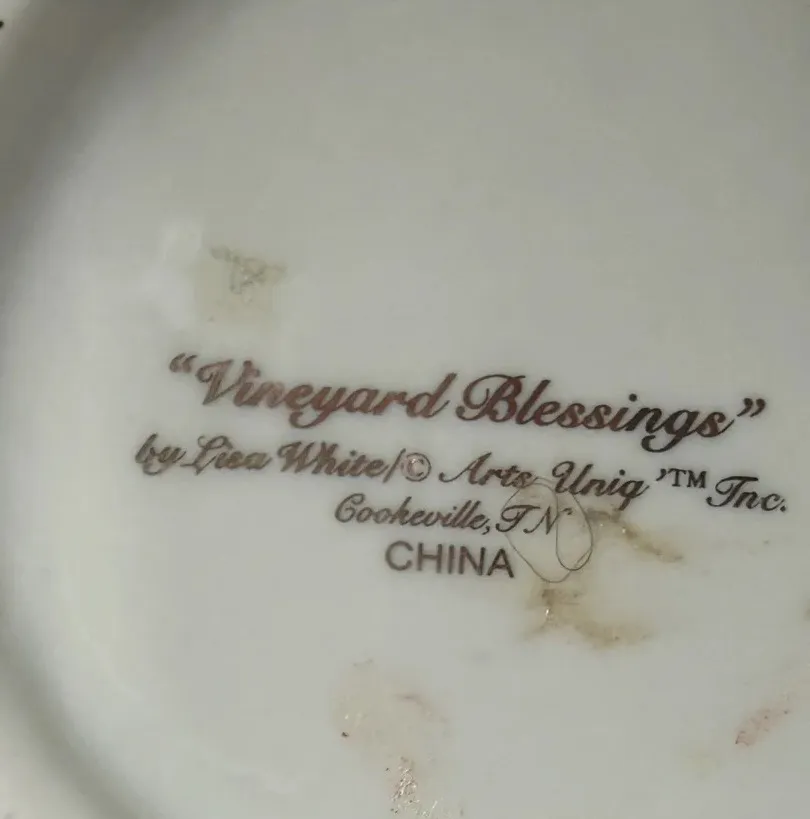 “Vineyard Blessings”
by Lisa White/© Arts Uniq’™ Inc.
Cookeville, TN
CHINA